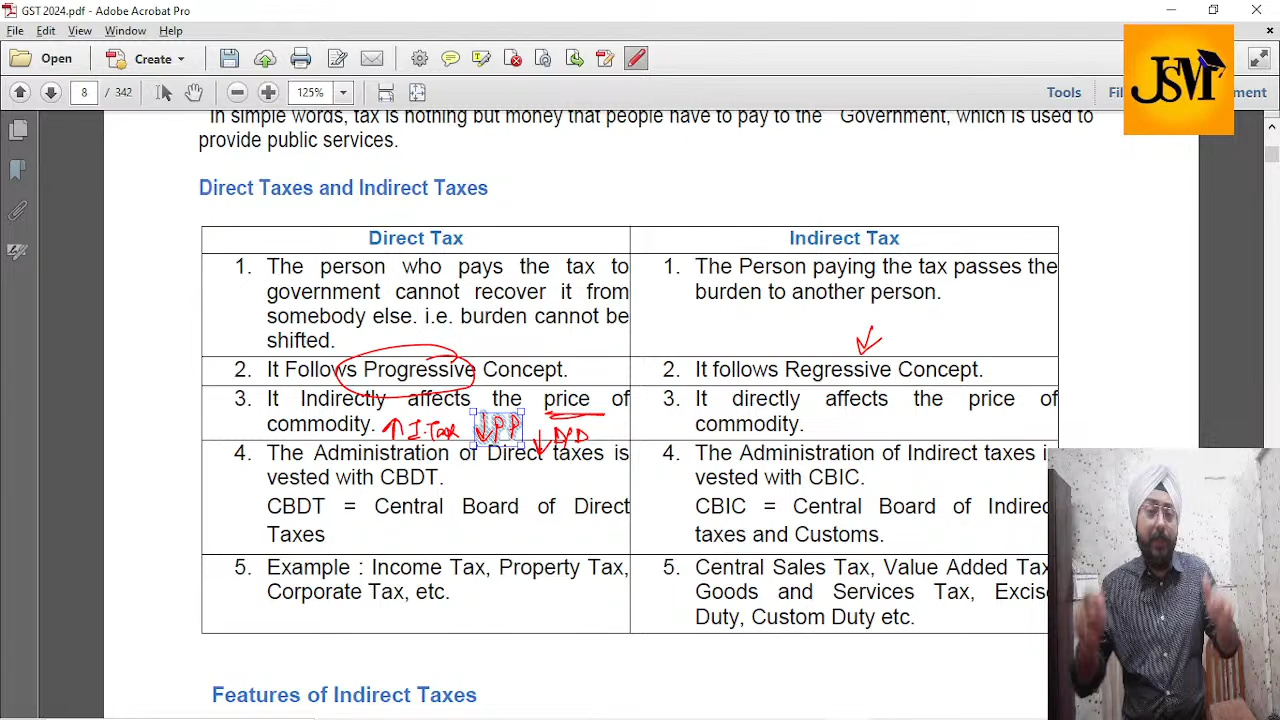 GST 2024.pdf - Adobe Acrobat Pro
File Edit View Window Help
Open Create
8 / 342 125% Tools
JSM
In simple words, tax is nothing but money that people have to pay to the Government, which is used to
provide public services.
Direct Taxes and Indirect Taxes
Direct Tax
1. The person who pays the tax to
government cannot recover it from
somebody else. i.e. burden cannot be
shifted.
Indirect Tax
1. The Person paying the tax passes the
burden to another person.
2. It Follows Progressive Concept.
2. It follows Regressive Concept.
3. It Indirectly affects the price of
commodity. ↑ I.Tax ↓PP ↓
3. It directly affects the price of
commodity.
4. The Administration of Direct taxes is
vested with CBDT.
CBDT = Central Board of Direct
Taxes
4. The Administration of Indirect taxes
vested with CBIC.
CBIC = Central Board of
taxes and Customs.
5. Example : Income Tax, Property Tax,
Corporate Tax, etc.
5. Central Sales Tax, Value Added Tax
Goods and Services Tax,
Duty, Custom Duty etc.
Features of Indirect Taxes